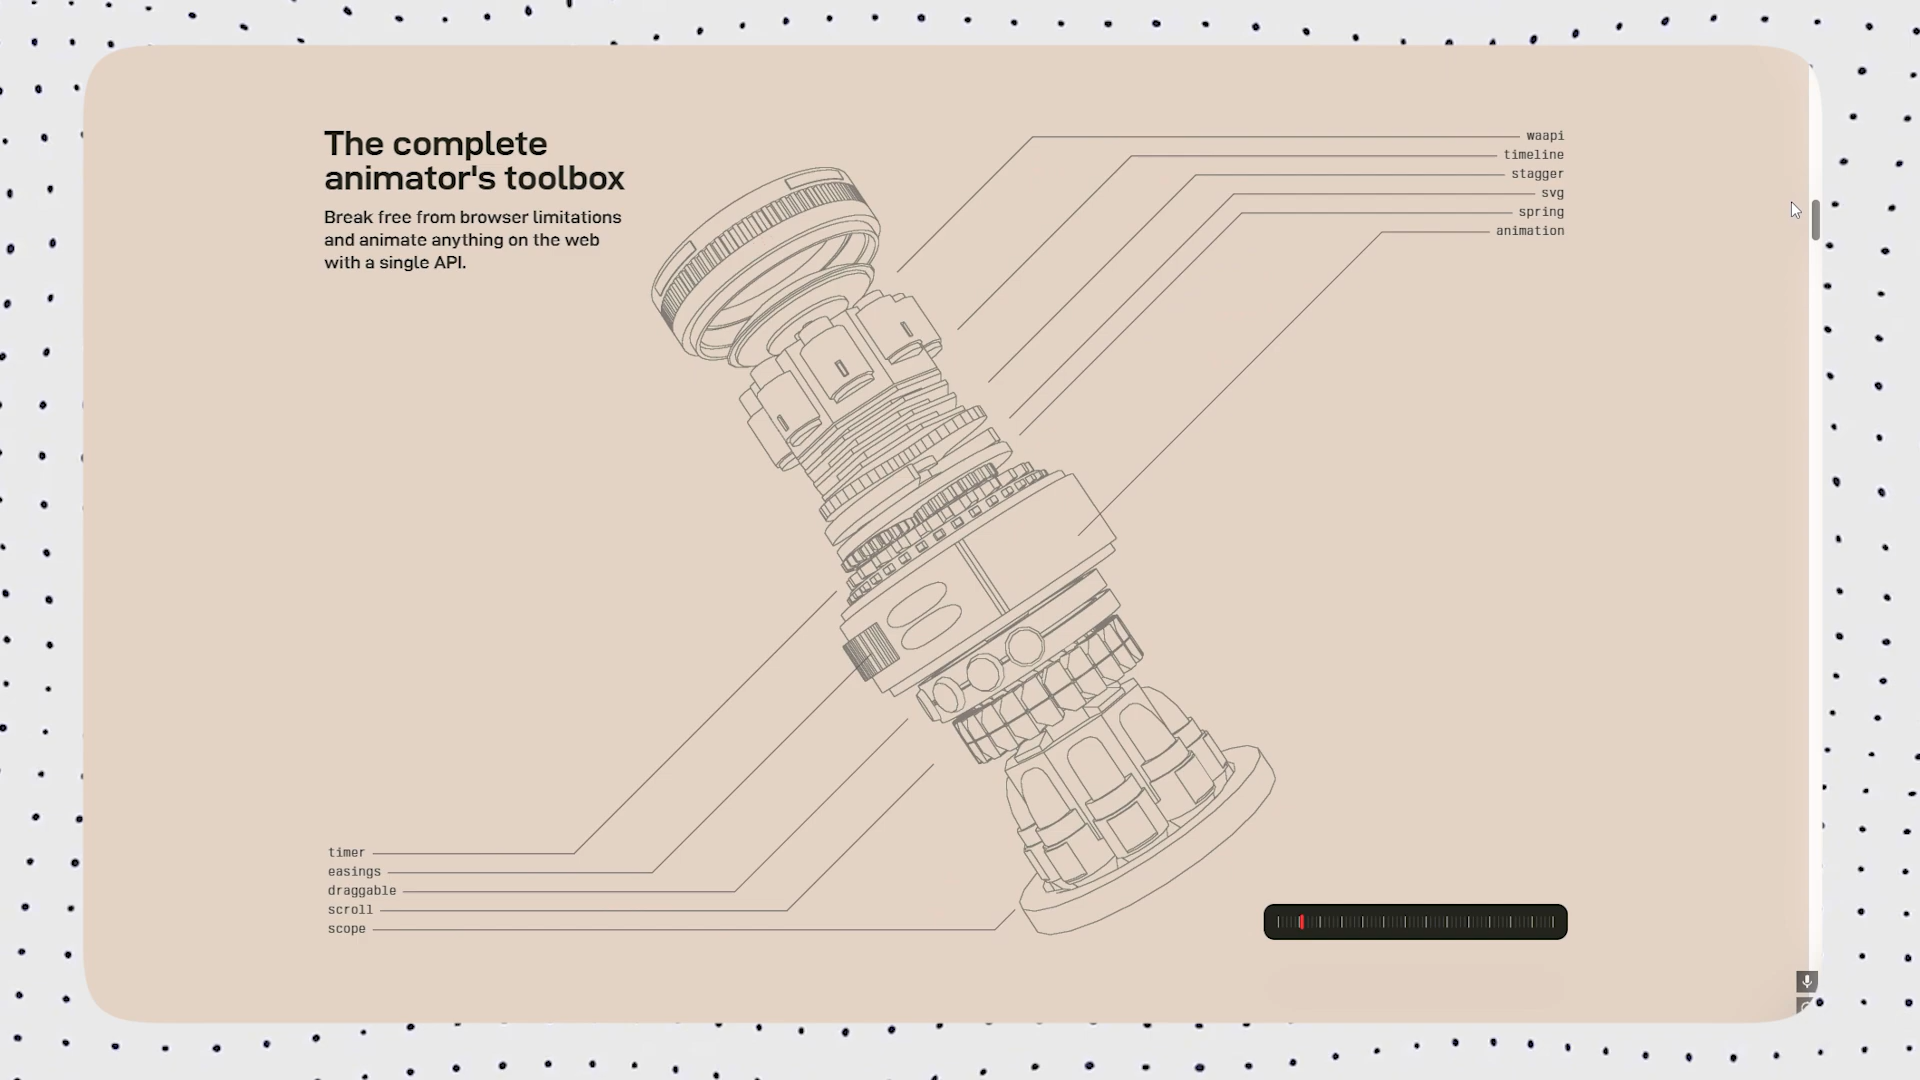 The complete
animator's toolbox
Break free from browser limitations
and animate anything on the web
with a single API.
waapi
timeline
stagger
svg
spring
animation
timer
easings
draggable
scroll
scope